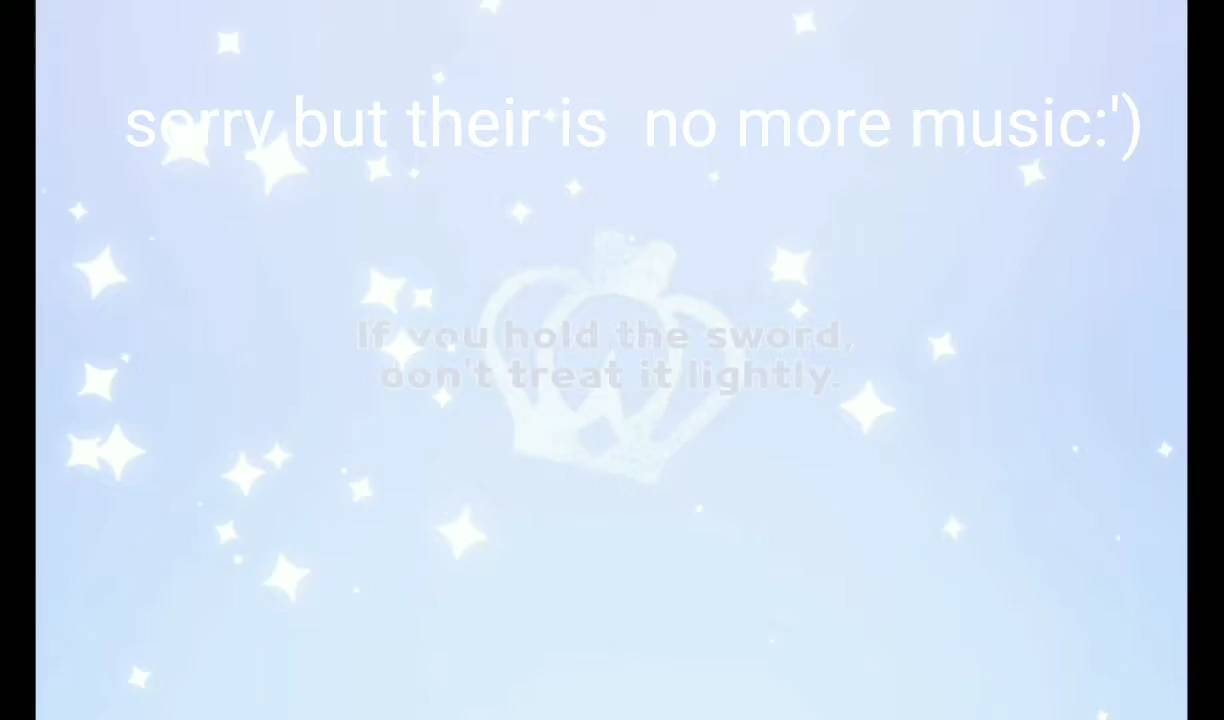 sorry but their is  no more music:')
If you hold the sword,
don't treat it lightly.